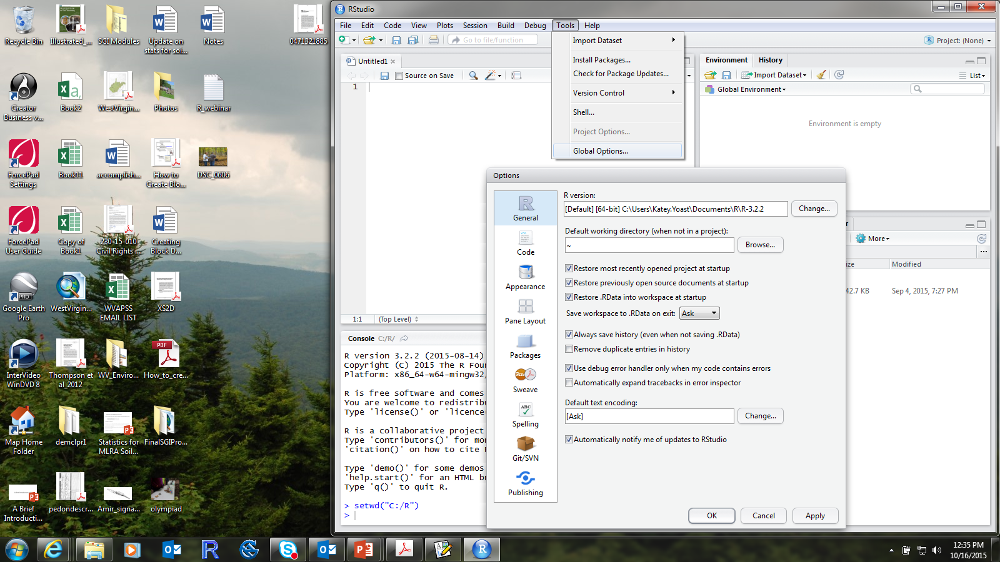 Recycle Bin
Illustrated_...
SGI Modules
Update on
stats for soi...
Notes
0471321885
Creator
Business v...
Book2
WestVirgin...
Photos
R_webinar
ForcePad
Settings
Book11
accomplish...
How to
Create Blo...
DSC_0606
ForcePad
User Guide
Copy of
Book1
230-15-010
Civil Rights ...
Creating
Block D...
PRO
Google Earth
Pro
WestVirgin...
WVAPSS
EMAIL LIST
XS2D
PDF
InterVideo
WinDVD 8
Thompson et
al_2012
WV_Enviro...
How_to_cre...
Map Home
Folder
demclpr1
Statistics for
MLRA Soil...
FinalSGIPro...
A Brief
Introducti...
pedondescr...
Amir_signa...
olympiad
RStudio
File Edit Code View Plots Session Build Debug Tools Help
Go to file/function
Project: (None)
Import Dataset
Install Packages...
Check for Package Updates...
Version Control
Shell...
Project Options...
Global Options...
Untitled1
Source on Save
1
1:1 (Top Level)
Environment History
Import Dataset
List
Global Environment
Environment is empty
More
ize Modified
42.7 KB Sep 4, 2015, 7:27 PM
Console C:/R/
R version 3.2.2 (2015-08-14)
Copyright (C) 2015 The R Foun
Platform: x86_64-w64-mingw32/
R is free software and comes
You are welcome to redistribu
Type 'license()' or 'licence(
R is a collaborative project
Type 'contributors()' for mor
'citation()' on how to cite R
Type 'demo()' for some demos
'help.start()' for an HTML br
Type 'q()' to quit R.
> setwd("C:/R")
>
Options
General
Code
Appearance
Pane Layout
Packages
Sweave
ABC
Spelling
Git/SVN
Publishing
R version:
[Default] [64-bit] C:\Users\Katey.Yoast\Documents\R\R-3.2.2
Change...
Default working directory (when not in a project):
~
Browse...
Restore most recently opened project at startup
Restore previously open source documents at startup
Restore .RData into workspace at startup
Save workspace to .RData on exit: Ask
Always save history (even when not saving .RData)
Remove duplicate entries in history
Use debug error handler only when my code contains errors
Automatically expand tracebacks in error inspector
Default text encoding:
[Ask]
Change...
Automatically notify me of updates to RStudio
OK Cancel Apply
12:35 PM
10/16/2015